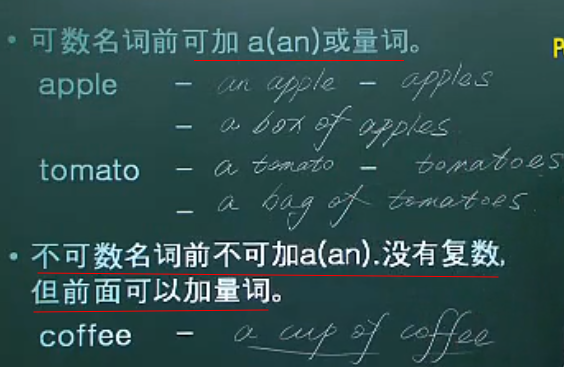 • 可数名词前可加 a(an)或量词。
P
apple － an apple － apples
－ a box of apples.
tomato － a tomato － tomatoes
－ a bag of tomatoes.
• 不可数名词前不可加a(an).没有复数,
但前面可以加量词。
coffee － a cup of coffee